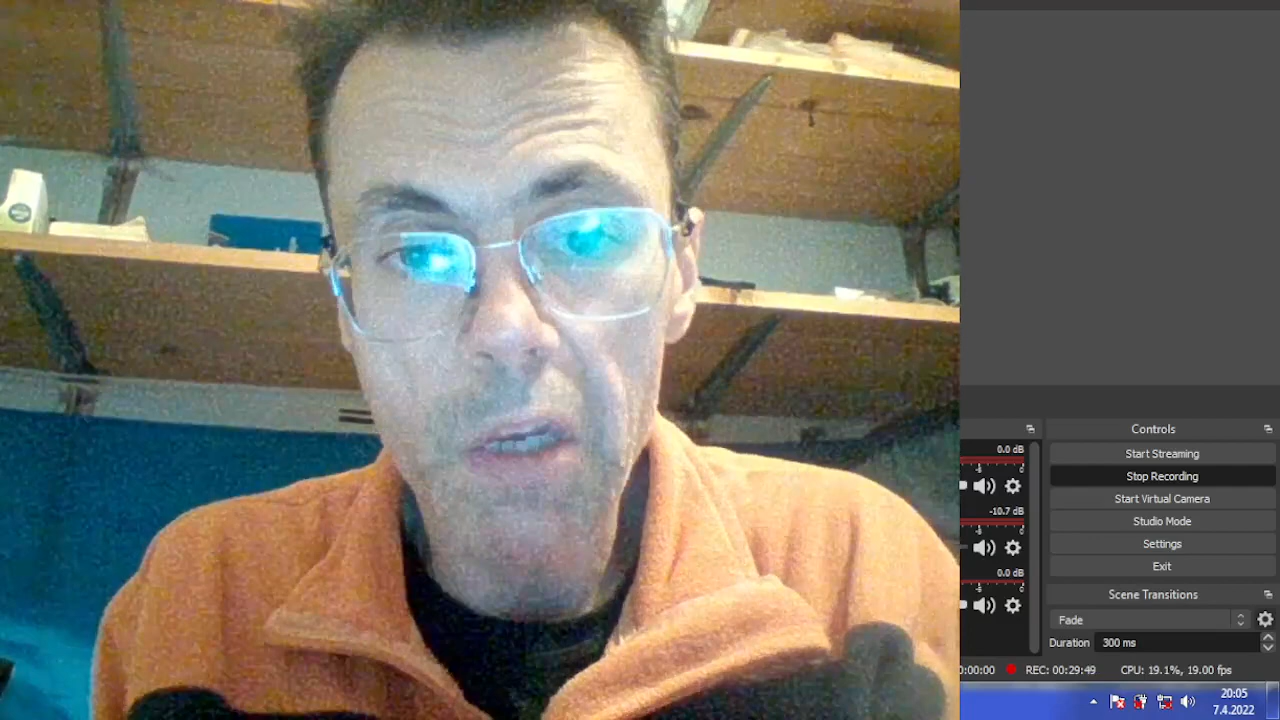 0.0 dB
Controls
Start Streaming
Stop Recording
-10.7 dB
Start Virtual Camera
Studio Mode
Settings
0.0 dB
Exit
Scene Transitions
Fade
Duration 300 ms
0:00:00 REC: 00:29:49 CPU: 19.1%, 19.00 fps
20:05
7.4.2022